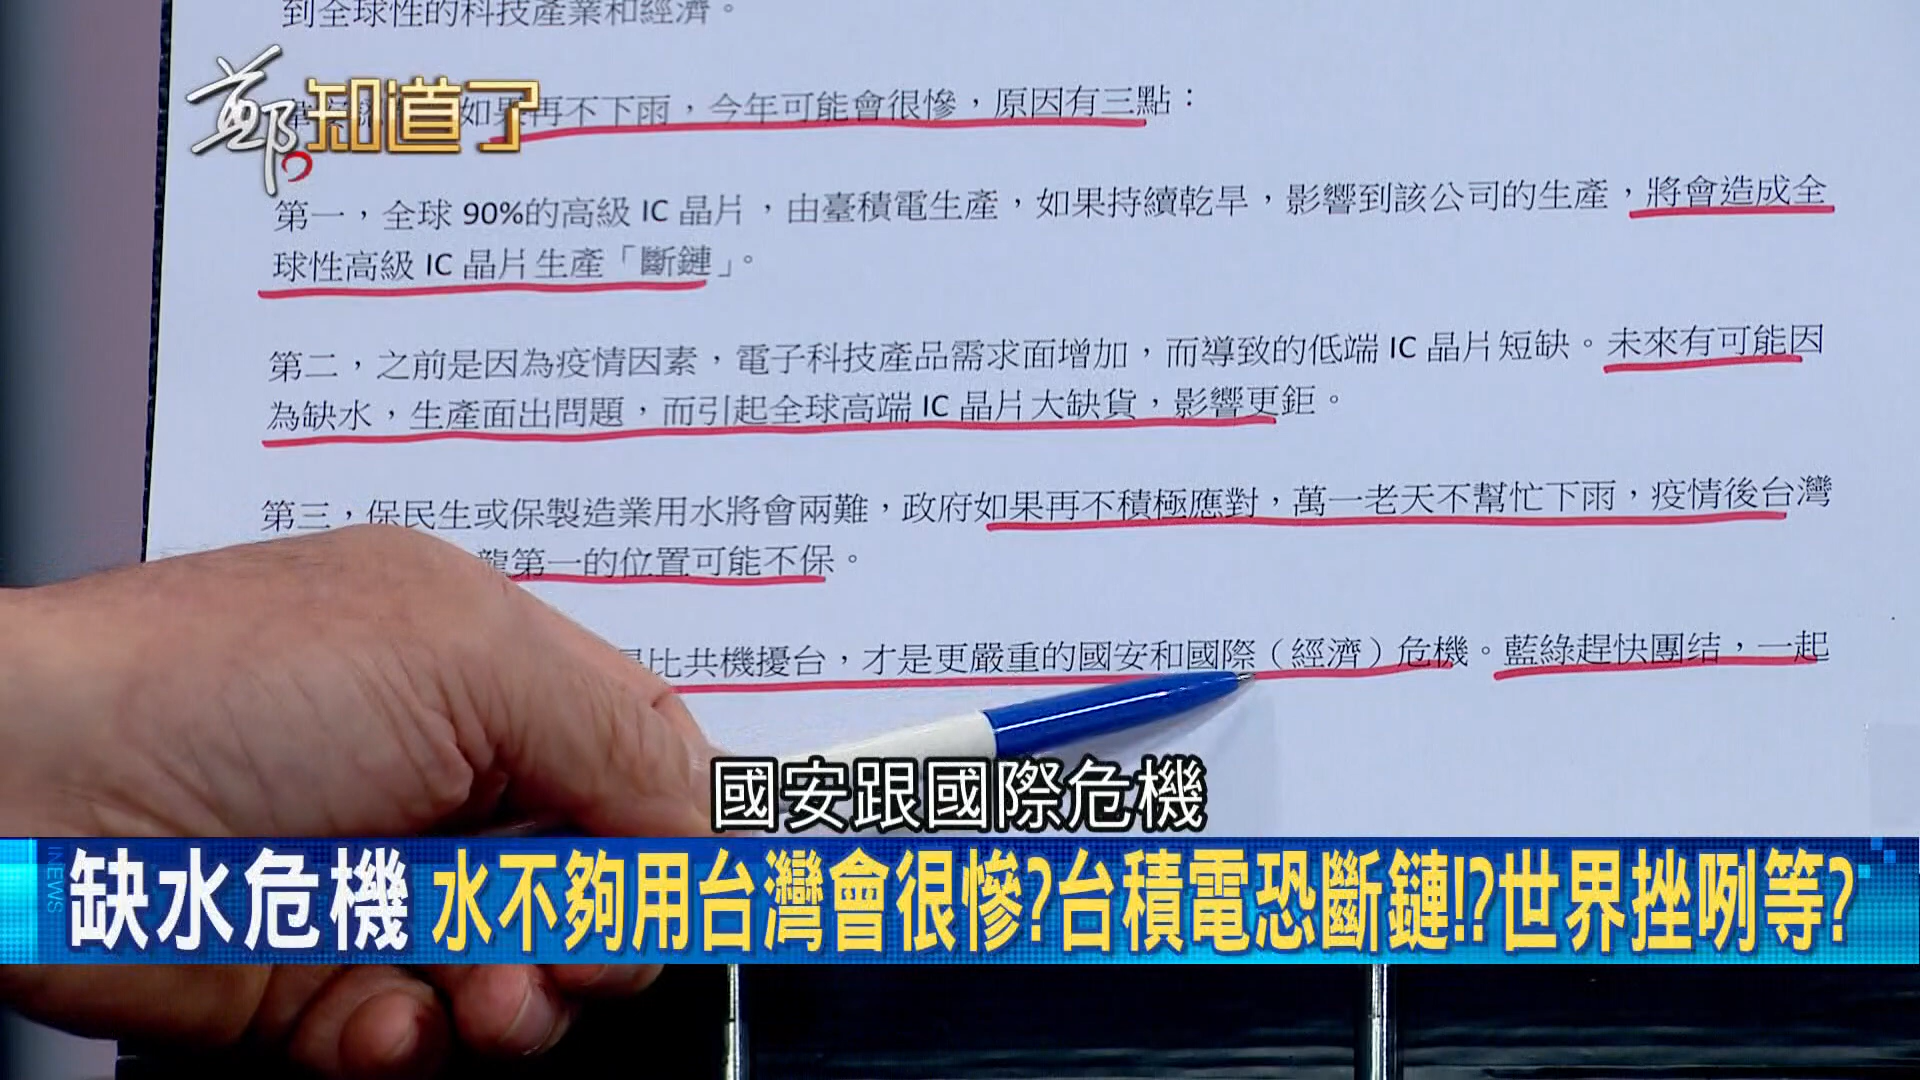 到全球性的科技產業和經濟。
鄭知道了
如果再不下雨，今年可能會很慘，原因有三點：
第一，全球 90%的高級 IC 晶片，由臺積電生產，如果持續乾旱，影響到該公司的生產，將會造成全
球性高級 IC 晶片生產「斷鏈」。
第二，之前是因為疫情因素，電子科技產品需求面增加，而導致的低端 IC 晶片短缺。未來有可能因
為缺水，生產面出問題，而引起全球高端 IC 晶片大缺貨，影響更鉅。
第三，保民生或保製造業用水將會兩難，政府如果再不積極應對，萬一老天不幫忙下雨，疫情後台灣
龍第一的位置可能不保。
比共機擾台，才是更嚴重的國安和國際（經濟）危機。藍綠趕快團结，一起
國安跟國際危機
NEWS
缺水危機 水不夠用台灣會很慘?台積電恐斷鏈!?世界挫咧等?